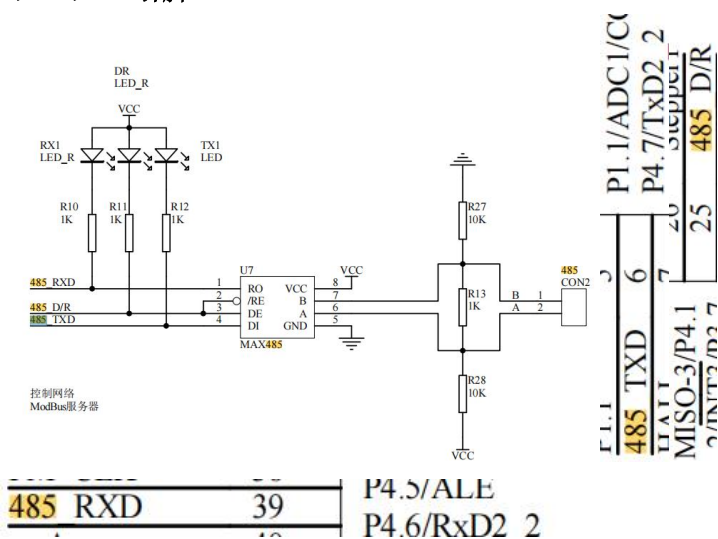 DR
LED_R
VCC
RX1
LED_R
TX1
LED
R10
1K
R11
1K
R12
1K
485_RXD
485_D/R
485_TXD
U7
1
2
3
4
RO
/RE
DE
DI
VCC
B
A
GND
8
7
6
5
MAX485
VCC
R27
10K
R13
1K
R28
10K
VCC
B 1
A 2
485
CON2
控制网络
ModBus服务器
P1.1/ADC1/C
P4.7/TxD2_2
485 D/R
25
6
485 TXD
MISO-3/P4.1
485_RXD 39
P4.5/ALE
P4.6/RxD2_2